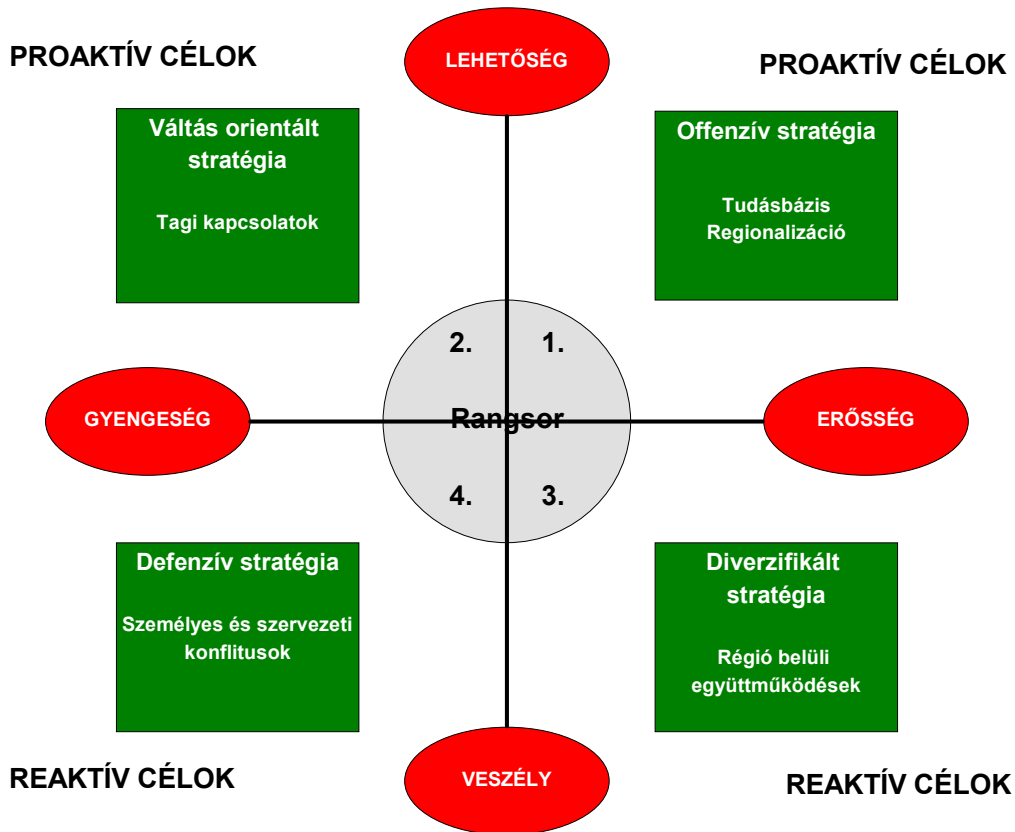 LEHETŐSÉG
PROAKTÍV CÉLOK
PROAKTÍV CÉLOK
Váltás orientált
stratégia
Tagi kapcsolatok
Offenzív stratégia
Tudásbázis
Regionalizáció
2.
1.
GYENGESÉG
Rangsor
ERŐSSÉG
4.
3.
Defenzív stratégia
Személyes és szervezeti
konflitusok
Diverzifikált
stratégia
Régió belüli
együttműködések
REAKTÍV CÉLOK
VESZÉLY
REAKTÍV CÉLOK